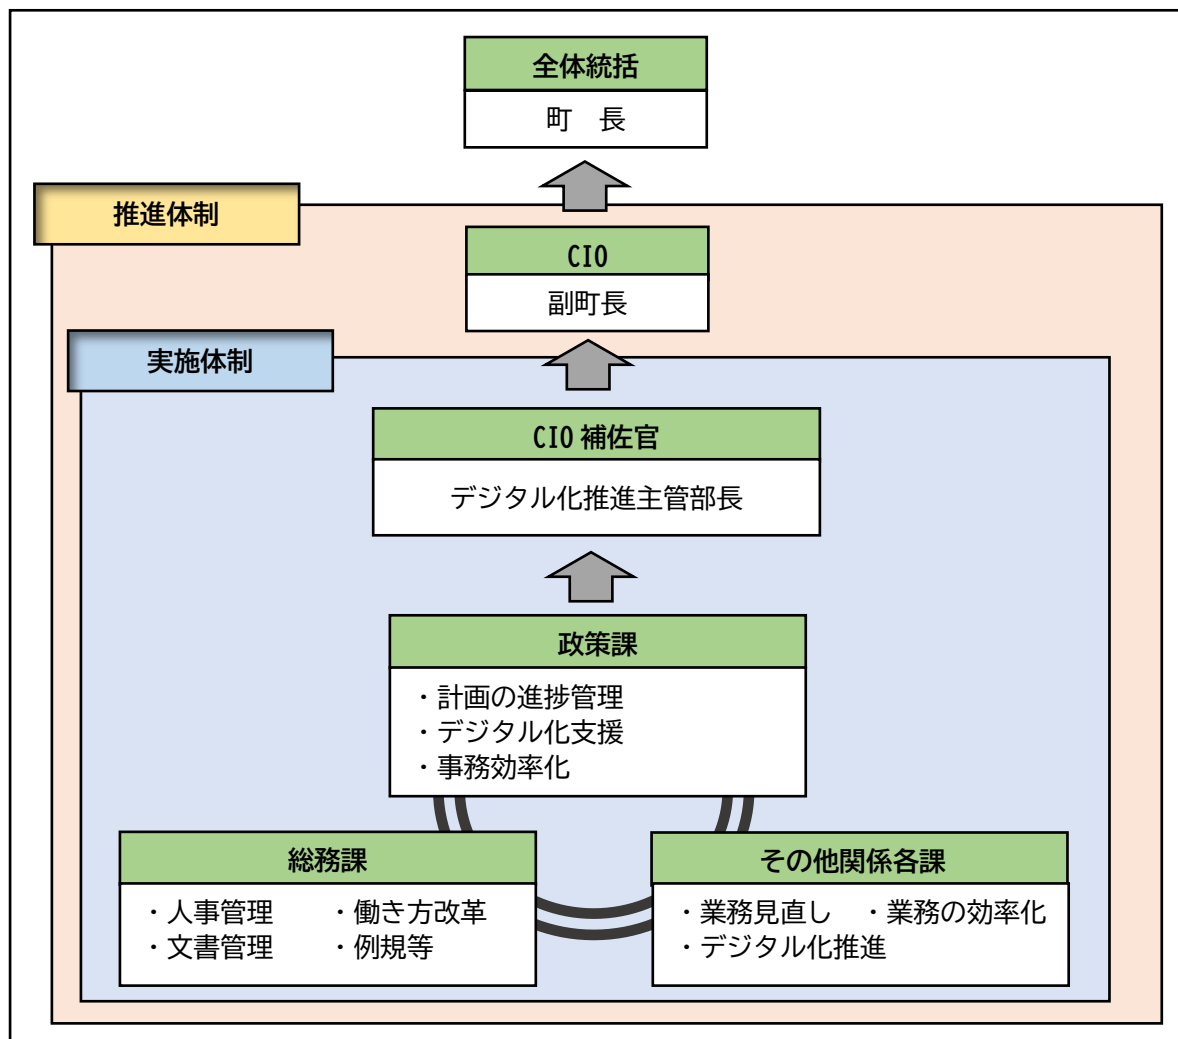 全体統括
町　長
推進体制
CIO
副町長
実施体制
CIO 補佐官
デジタル化推進主管部長
政策課
・計画の進捗管理
・デジタル化支援
・事務効率化
総務課
・人事管理　・働き方改革
・文書管理　・例規等
その他関係各課
・業務見直し　・業務の効率化
・デジタル化推進